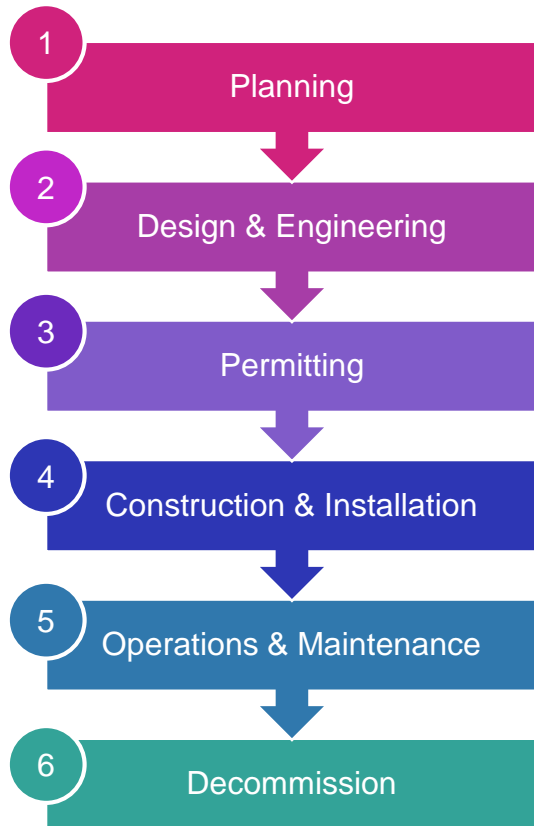 1
Planning
2
Design & Engineering
3
Permitting
4
Construction & Installation
5
Operations & Maintenance
6
Decommission